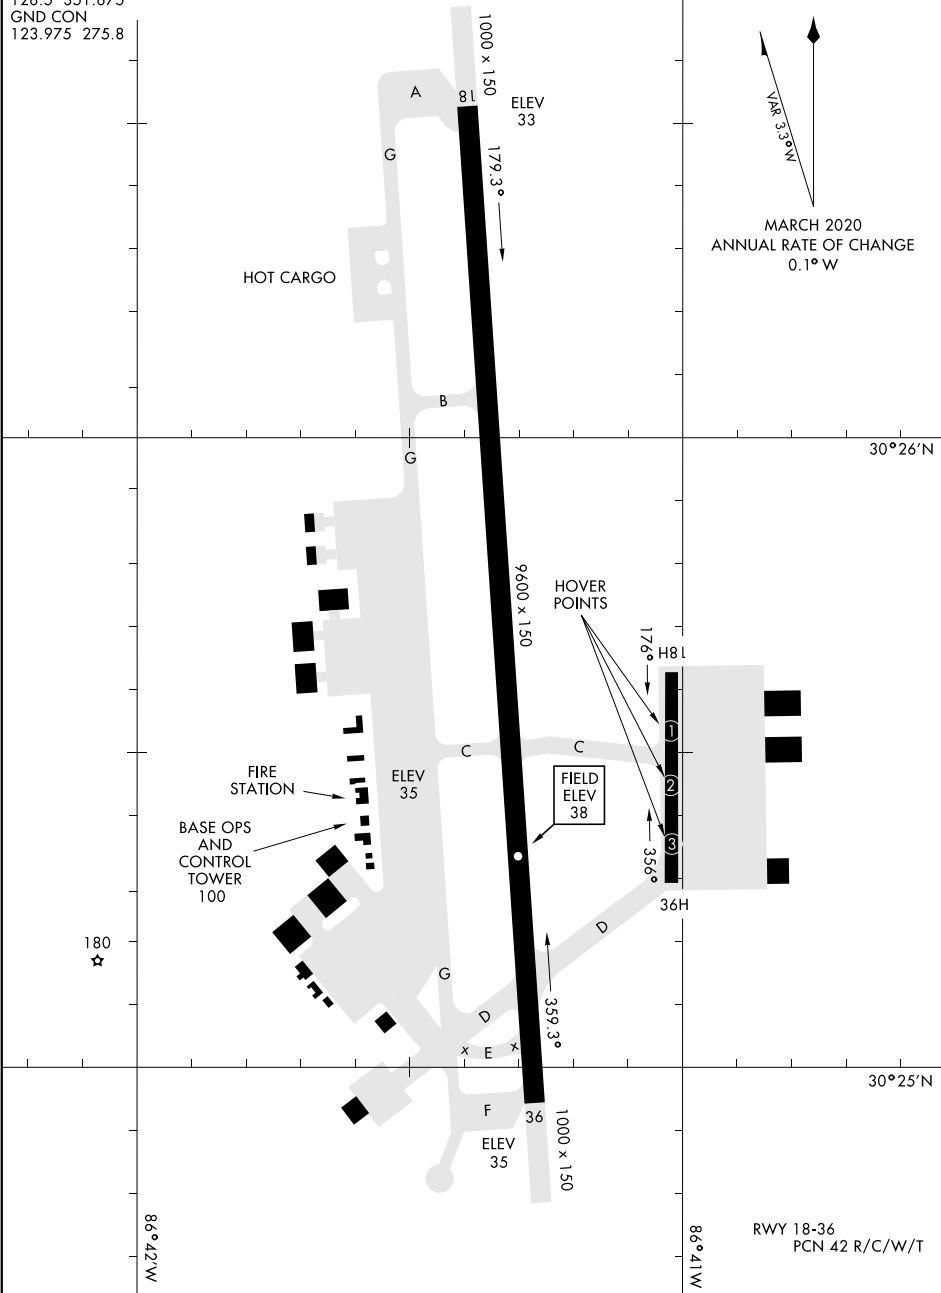 GND CON
123.975 275.8
1000 x 150
18
ELEV
33
A
G
179.3°
VAR 3.3°W
MARCH 2020
ANNUAL RATE OF CHANGE
0.1° W
HOT CARGO
B
G
30°26'N
9600 x 150
HOVER
POINTS
176°
18H
1
2
3
C
C
FIRE
STATION
ELEV
35
FIELD
ELEV
38
BASE OPS
AND
CONTROL
TOWER
100
356°
36H
180
D
G
D
359.3°
x
E
x
30°25'N
F
36
ELEV
35
1000 x 150
86°42'W
86°41'W
RWY 18-36
PCN 42 R/C/W/T